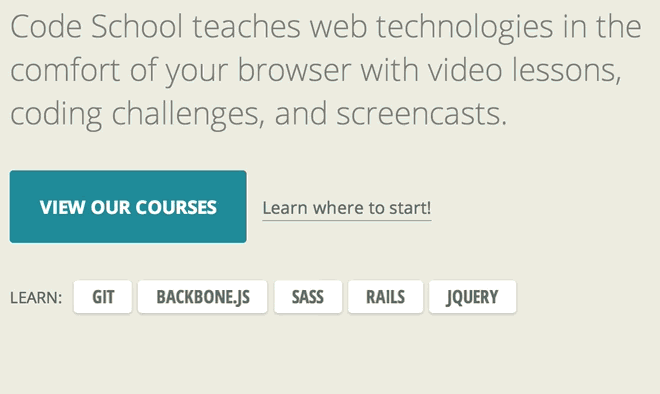 Code School teaches web technologies in the
comfort of your browser with video lessons,
coding challenges, and screencasts.
VIEW OUR COURSES Learn where to start!
LEARN: GIT BACKBONE.JS SASS RAILS JQUERY